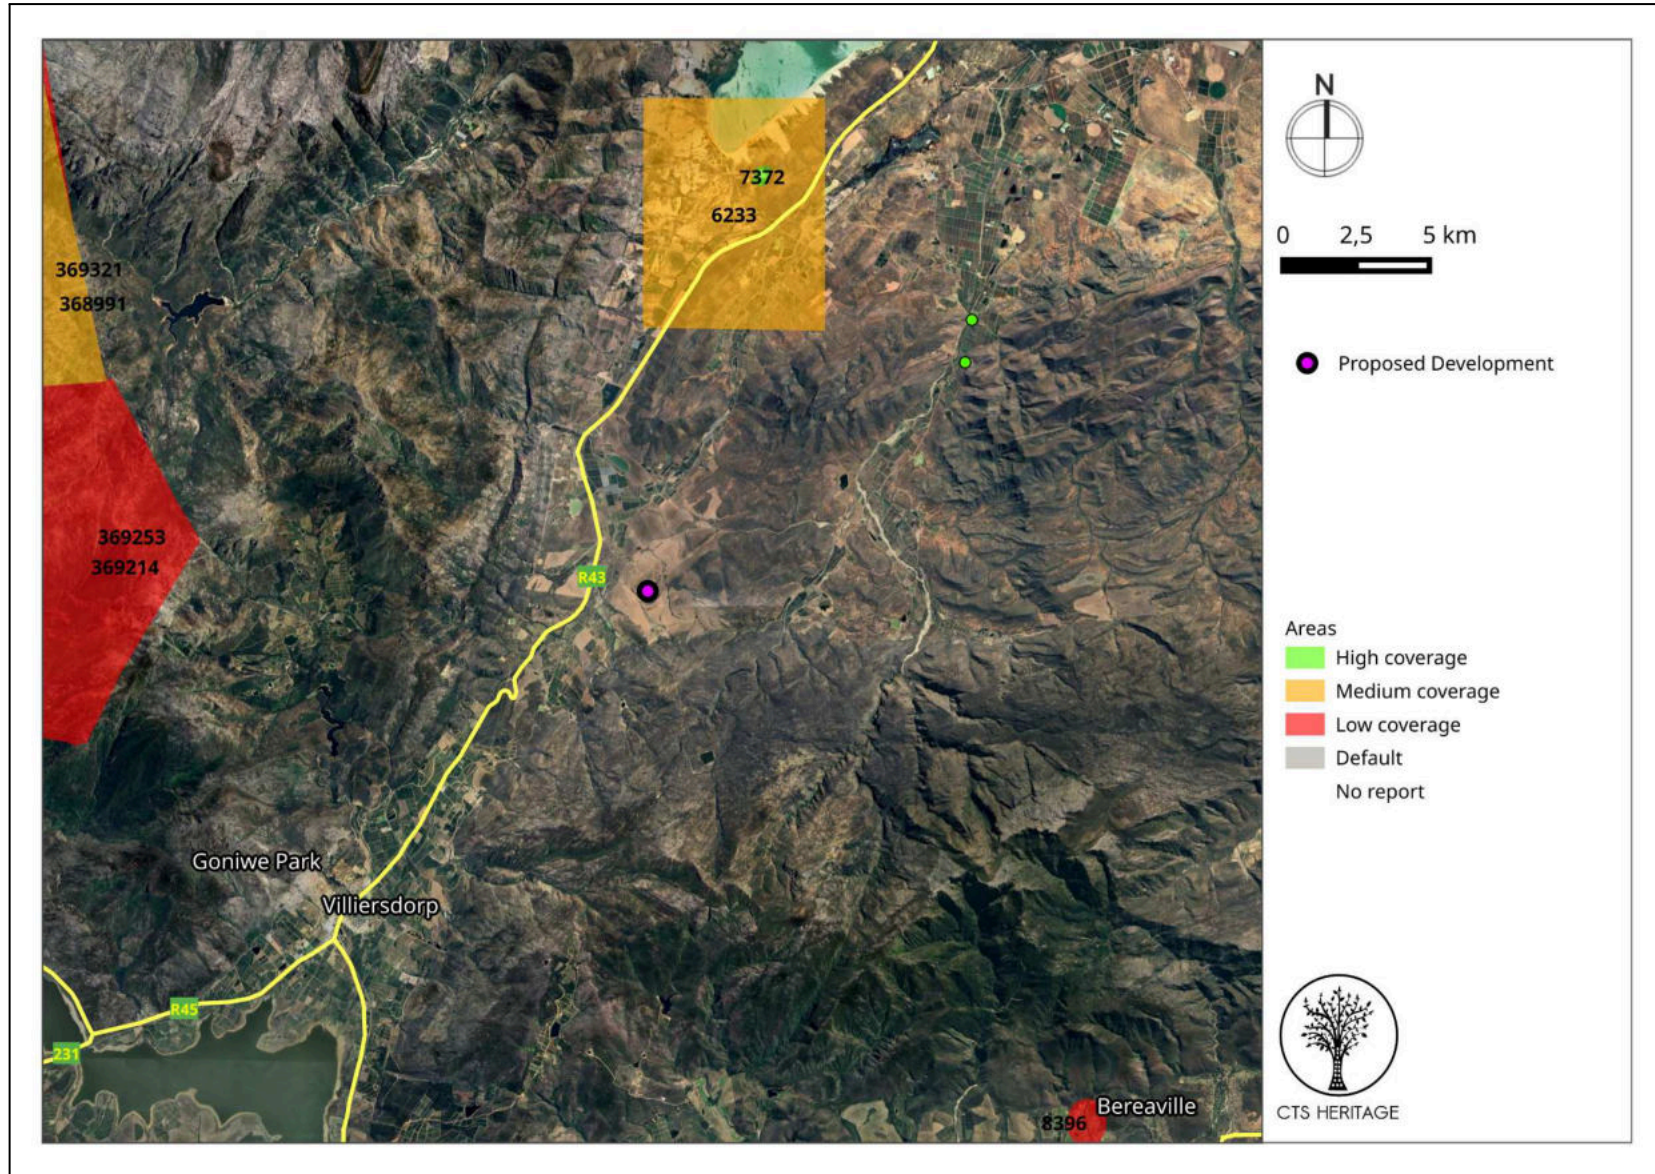 7372
6233
369321
368991
369253
369214
R43
Goniwe Park
Villiersdorp
R45
231
Bereaville
8396
N
0 2,5 5 km
Proposed Development
Areas
High coverage
Medium coverage
Low coverage
Default
No report
CTS HERITAGE